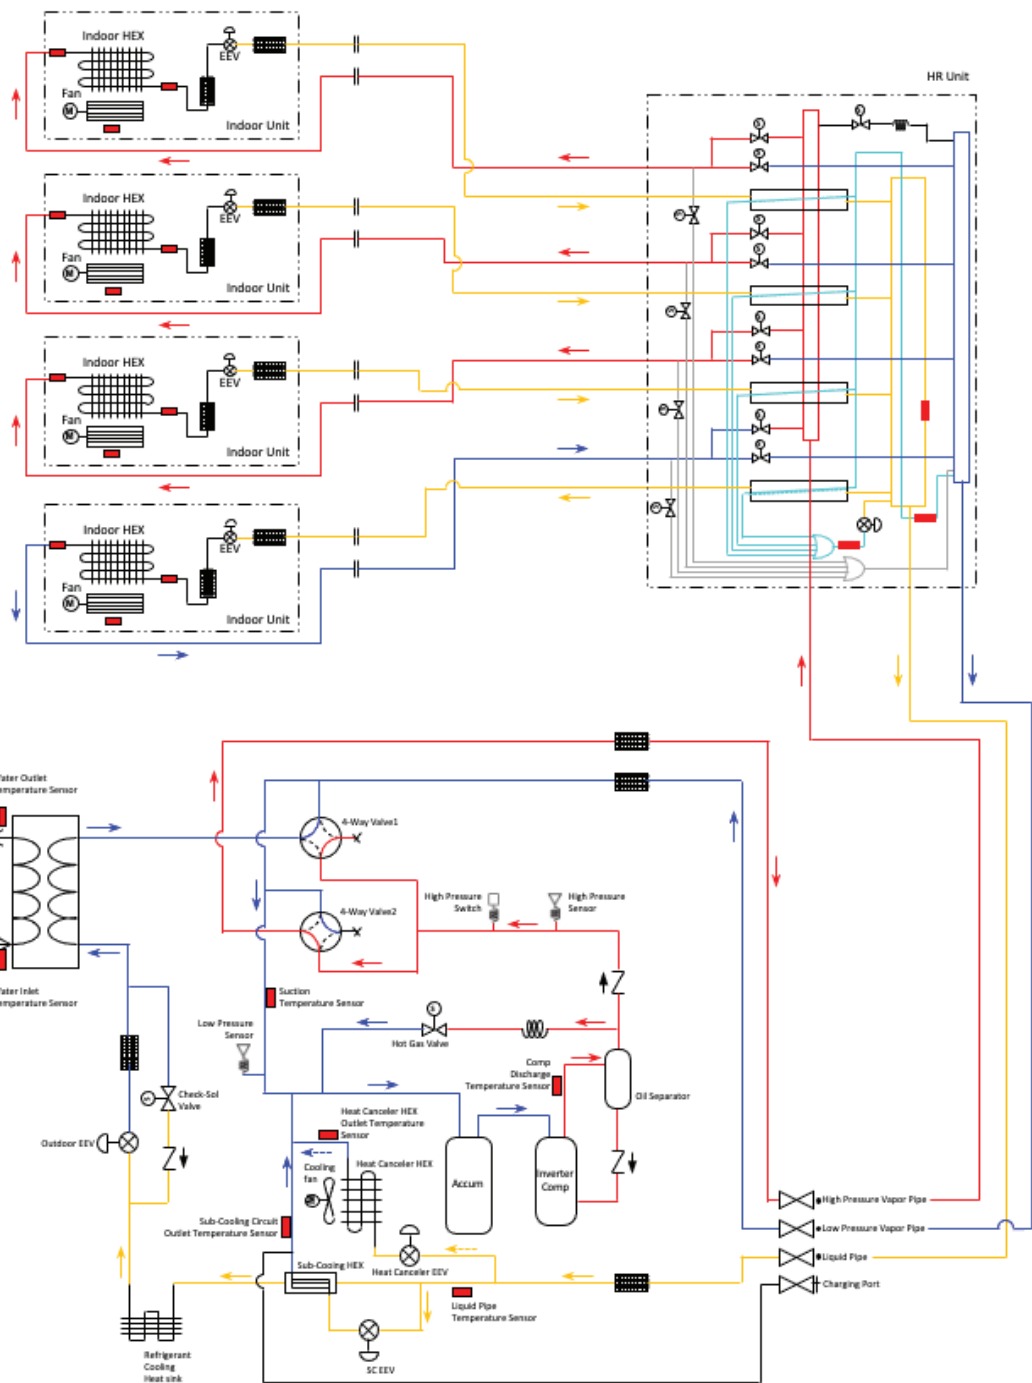 HR Unit
Indoor HEX
EEV
Fan
M
Indoor Unit
Indoor HEX
EEV
Fan
M
Indoor Unit
Indoor HEX
EEV
Fan
M
Indoor Unit
Indoor HEX
EEV
Fan
M
Indoor Unit
ater Outlet
emperature Sensor
4-Way Valve1
High Pressure
Switch
High Pressure
Sensor
4-Way Valve2
ater Inlet
emperature Sensor
Suction
Temperature Sensor
Low Pressure
Sensor
Hot Gas Valve
Comp
Discharge
Temperature Sensor
Oil Separator
Check-Sol
Valve
Heat Canceler HEX
Outlet Temperature
Sensor
Outdoor EEV
Cooling
fan
Heat Canceler HEX
Accum
Inverter
Comp
High Pressure Vapor Pipe
Sub-Cooling Circuit
Outlet Temperature Sensor
Low Pressure Vapor Pipe
Sub-Cooing HEX
Heat Canceler EEV
Liquid Pipe
Charging Port
Liquid Pipe
Temperature Sensor
Refrigerant
Cooling
Heat sink
SC EEV